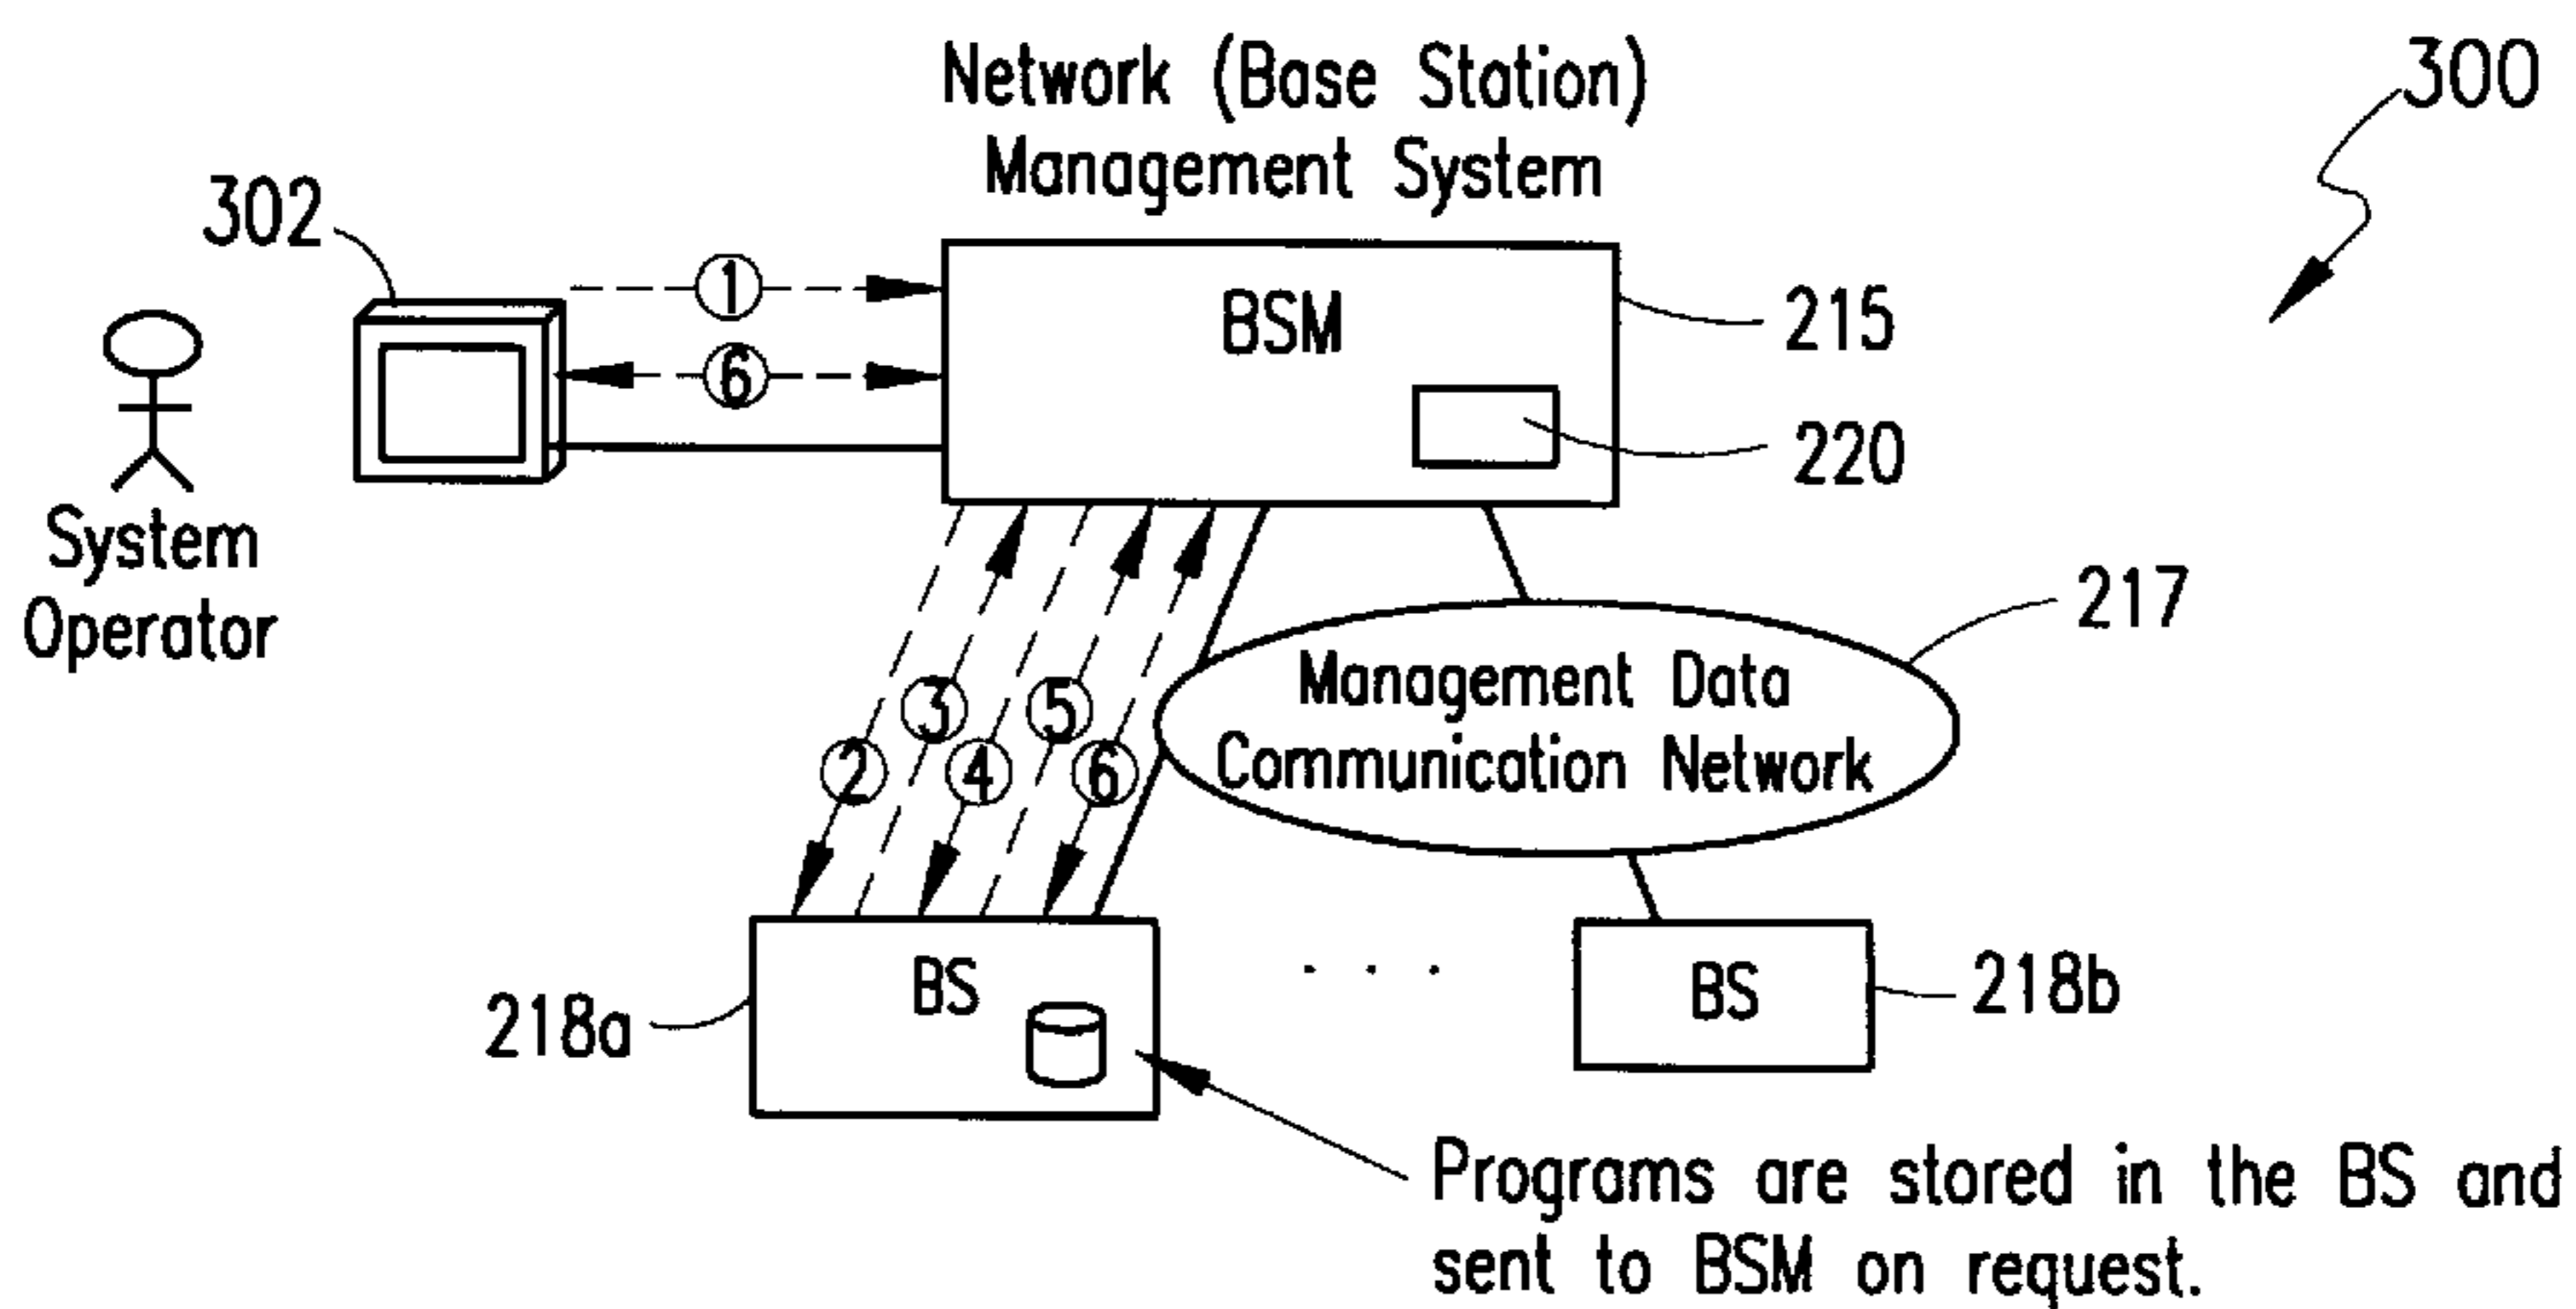 Network (Base Station)
Management System
300
302
1
6
BSM
215
220
System
Operator
217
Management Data
Communication Network
3
5
2
4
6
BS
218a
. . .
BS
218b
Programs are stored in the BS and
sent to BSM on request.